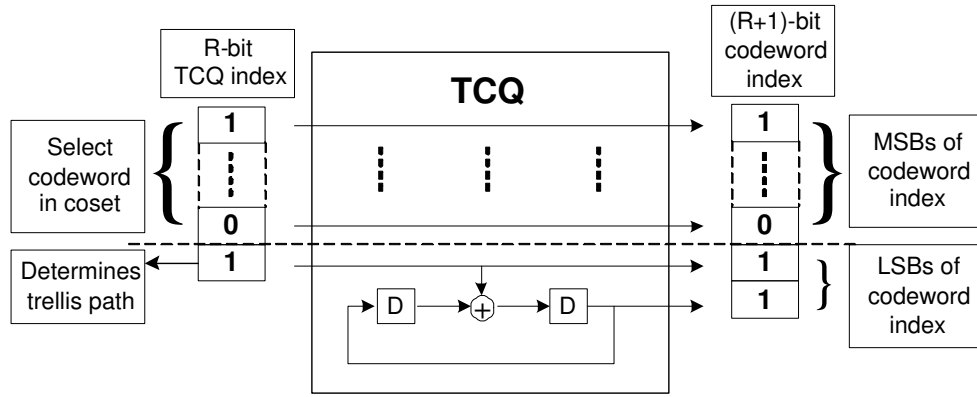 R-bit
TCQ index
(R+1)-bit
codeword
index
TCQ
1
1
Select
codeword
in coset
MSBs of
codeword
index
0
0
Determines
trellis path
1
1
LSBs of
codeword
index
D
+
D
1